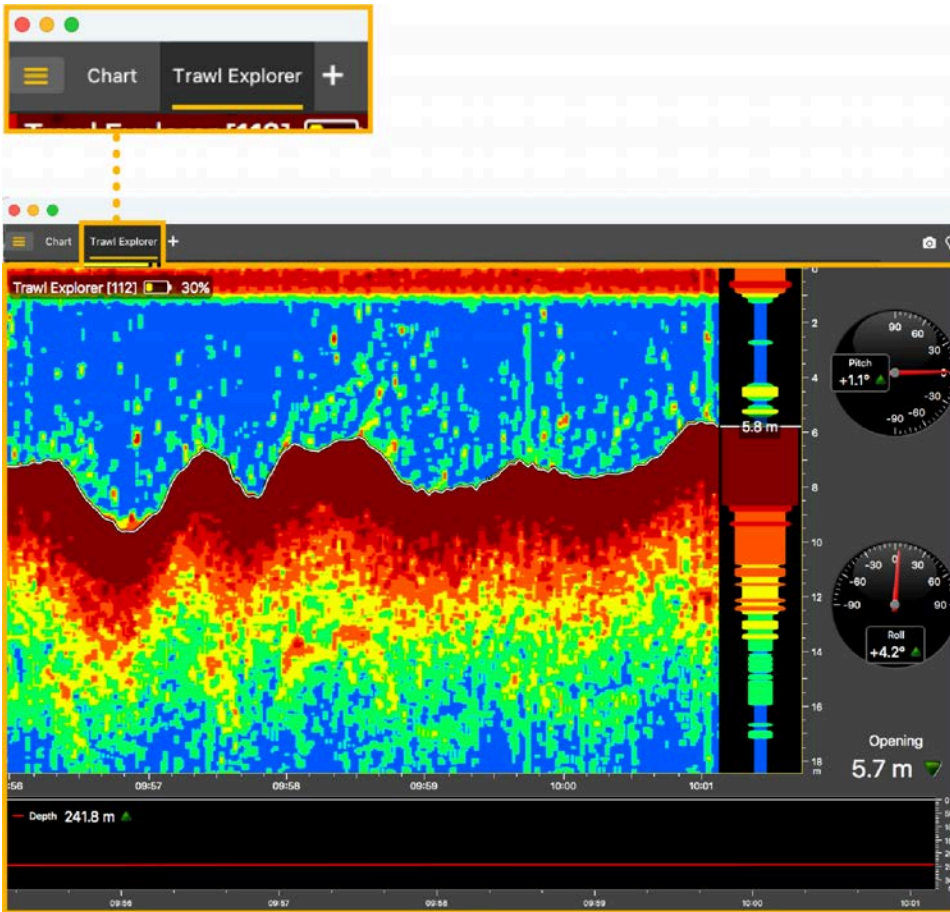 Chart Trawl Explorer +
Chart Trawl Explorer +
Trawl Explorer [112] 30%
0
2
4
6
8
10
12
14
16
18
m
5.8 m
90 60 30 0 -30 -60 -90
Pitch
+1.1°
-90 -60 -30 0 30 60 90
Roll
+4.2°
Opening
5.7 m
:56 09:57 09:58 09:59 10:00 10:01
Depth 241.8 m
09:56 09:57 09:58 09:59 10:00 10:01